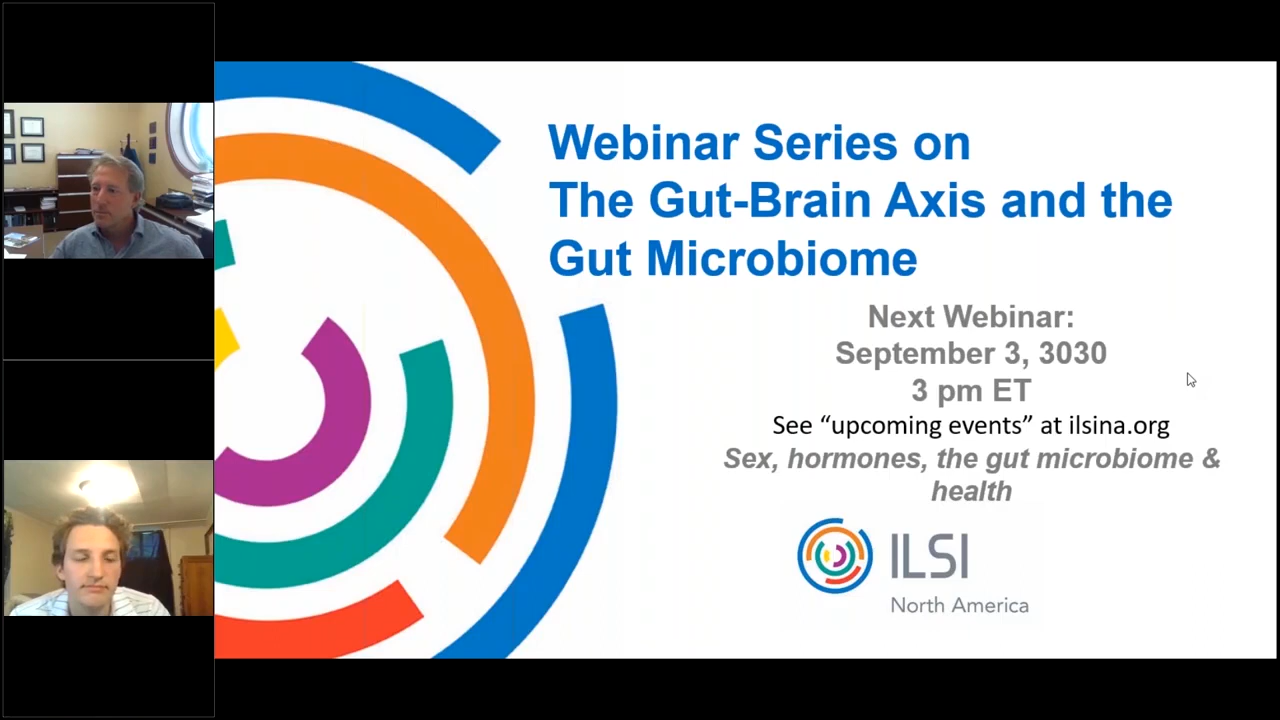 Webinar Series on
The Gut-Brain Axis and the
Gut Microbiome
Next Webinar:
September 3, 3030
3 pm ET
See “upcoming events” at ilsina.org
Sex, hormones, the gut microbiome &
health
ILSI
North America